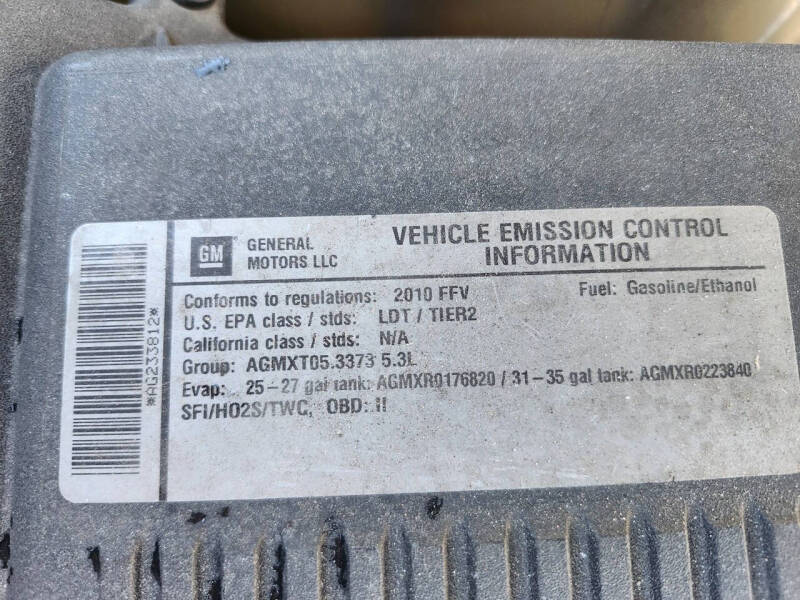 GM
GENERAL
MOTORS LLC
VEHICLE EMISSION CONTROL
INFORMATION
Conforms to regulations: 2010 FFV Fuel: Gasoline/Ethanol
U.S. EPA class / stds: LDT / TIER2
California class / stds: N/A
Group: AGMXT05.3373 5.3L
Evap: 25-27 gal tank: AGMXR0176820 / 31-35 gal tank: AGMXR0223840
SFI/HO2S/TWC, OBD: II
*AG233812*